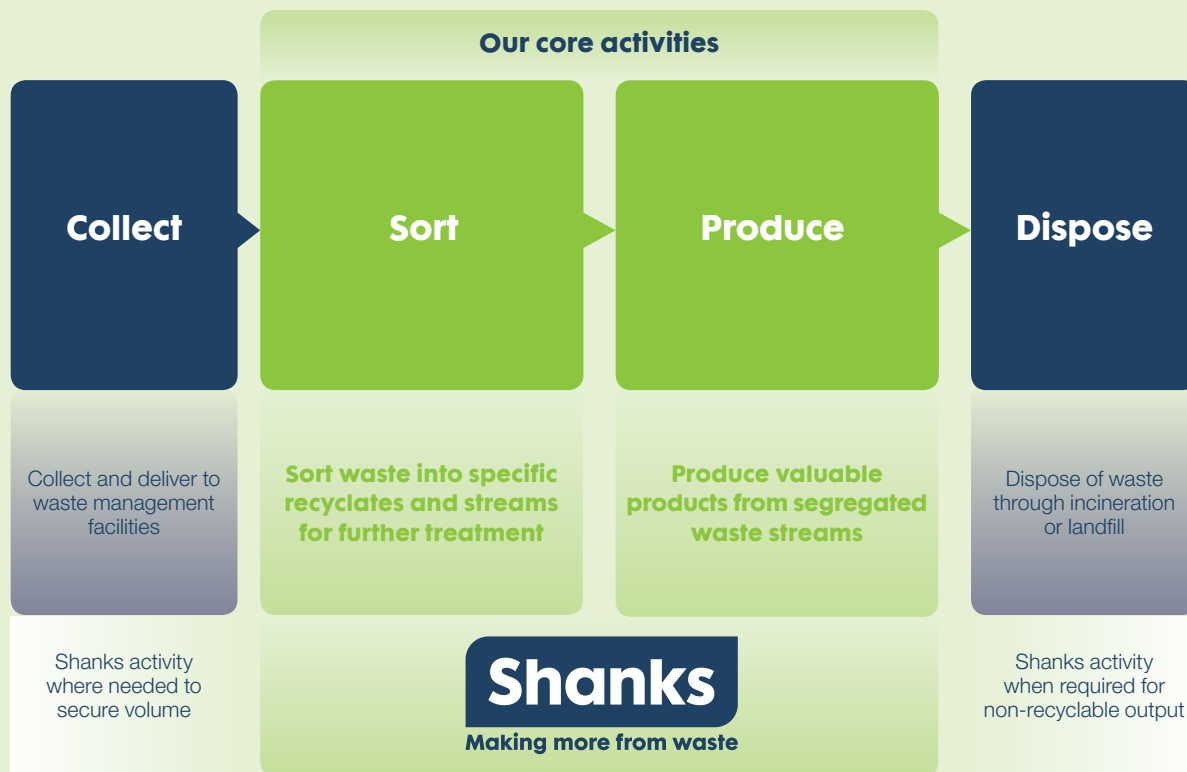 Our core activities
Collect
Sort
Produce
Dispose
Collect and deliver to
waste management
facilities
Sort waste into specific
recyclates and streams
for further treatment
Produce valuable
products from segregated
waste streams
Dispose of waste
through incineration
or landfill
Shanks activity
where needed to
secure volume
Shanks
Making more from waste
Shanks activity
when required for
non-recyclable output